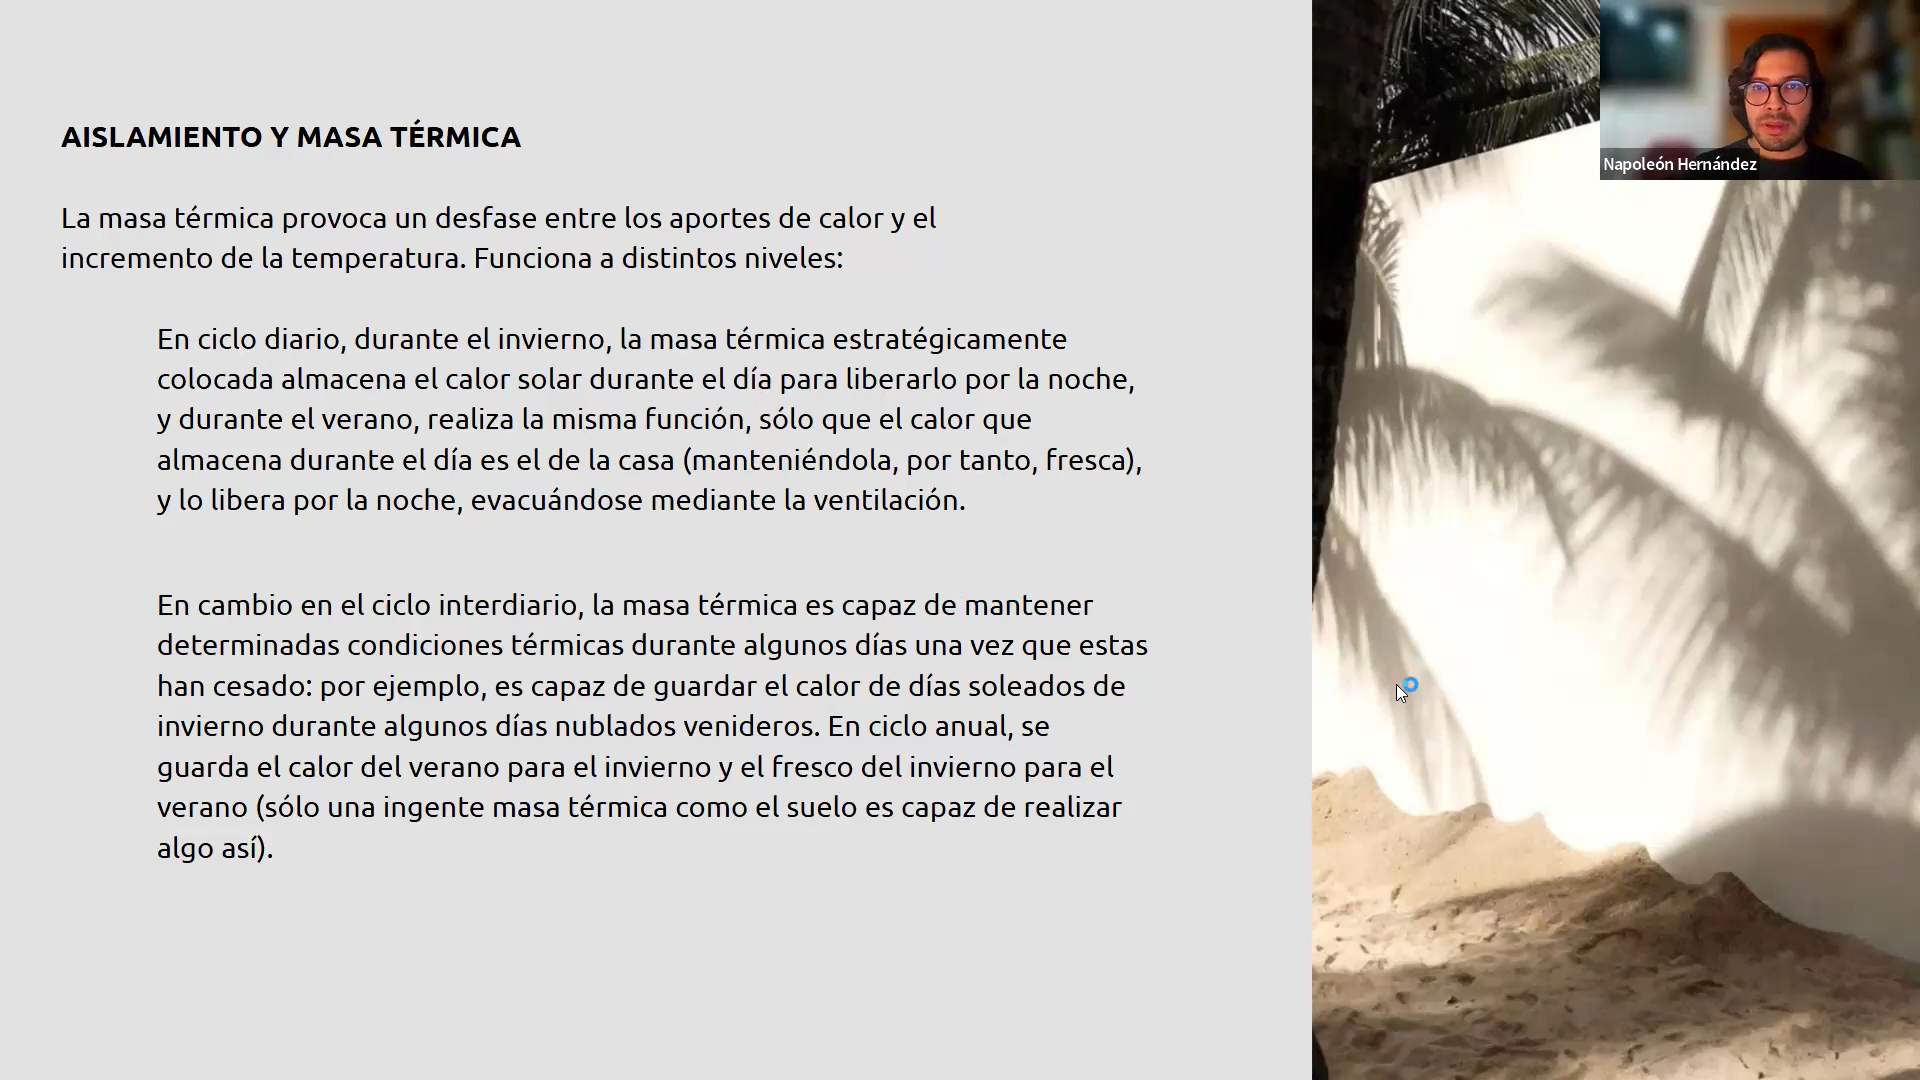 AISLAMIENTO Y MASA TÉRMICA
La masa térmica provoca un desfase entre los aportes de calor y el
incremento de la temperatura. Funciona a distintos niveles:
En ciclo diario, durante el invierno, la masa térmica estratégicamente
colocada almacena el calor solar durante el día para liberarlo por la noche,
y durante el verano, realiza la misma función, sólo que el calor que
almacena durante el día es el de la casa (manteniéndola, por tanto, fresca),
y lo libera por la noche, evacuándose mediante la ventilación.
En cambio en el ciclo interdiario, la masa térmica es capaz de mantener
determinadas condiciones térmicas durante algunos días una vez que estas
han cesado: por ejemplo, es capaz de guardar el calor de días soleados de
invierno durante algunos días nublados venideros. En ciclo anual, se
guarda el calor del verano para el invierno y el fresco del invierno para el
verano (sólo una ingente masa térmica como el suelo es capaz de realizar
algo así).
Napoleón Hernández